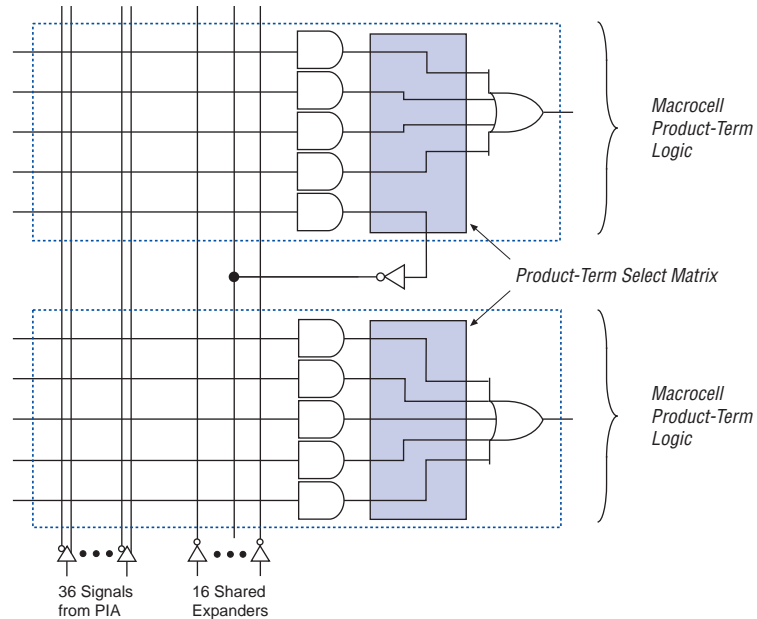 Macrocell
Product-Term
Logic
Product-Term Select Matrix
Macrocell
Product-Term
Logic
36 Signals
from PIA
16 Shared
Expanders